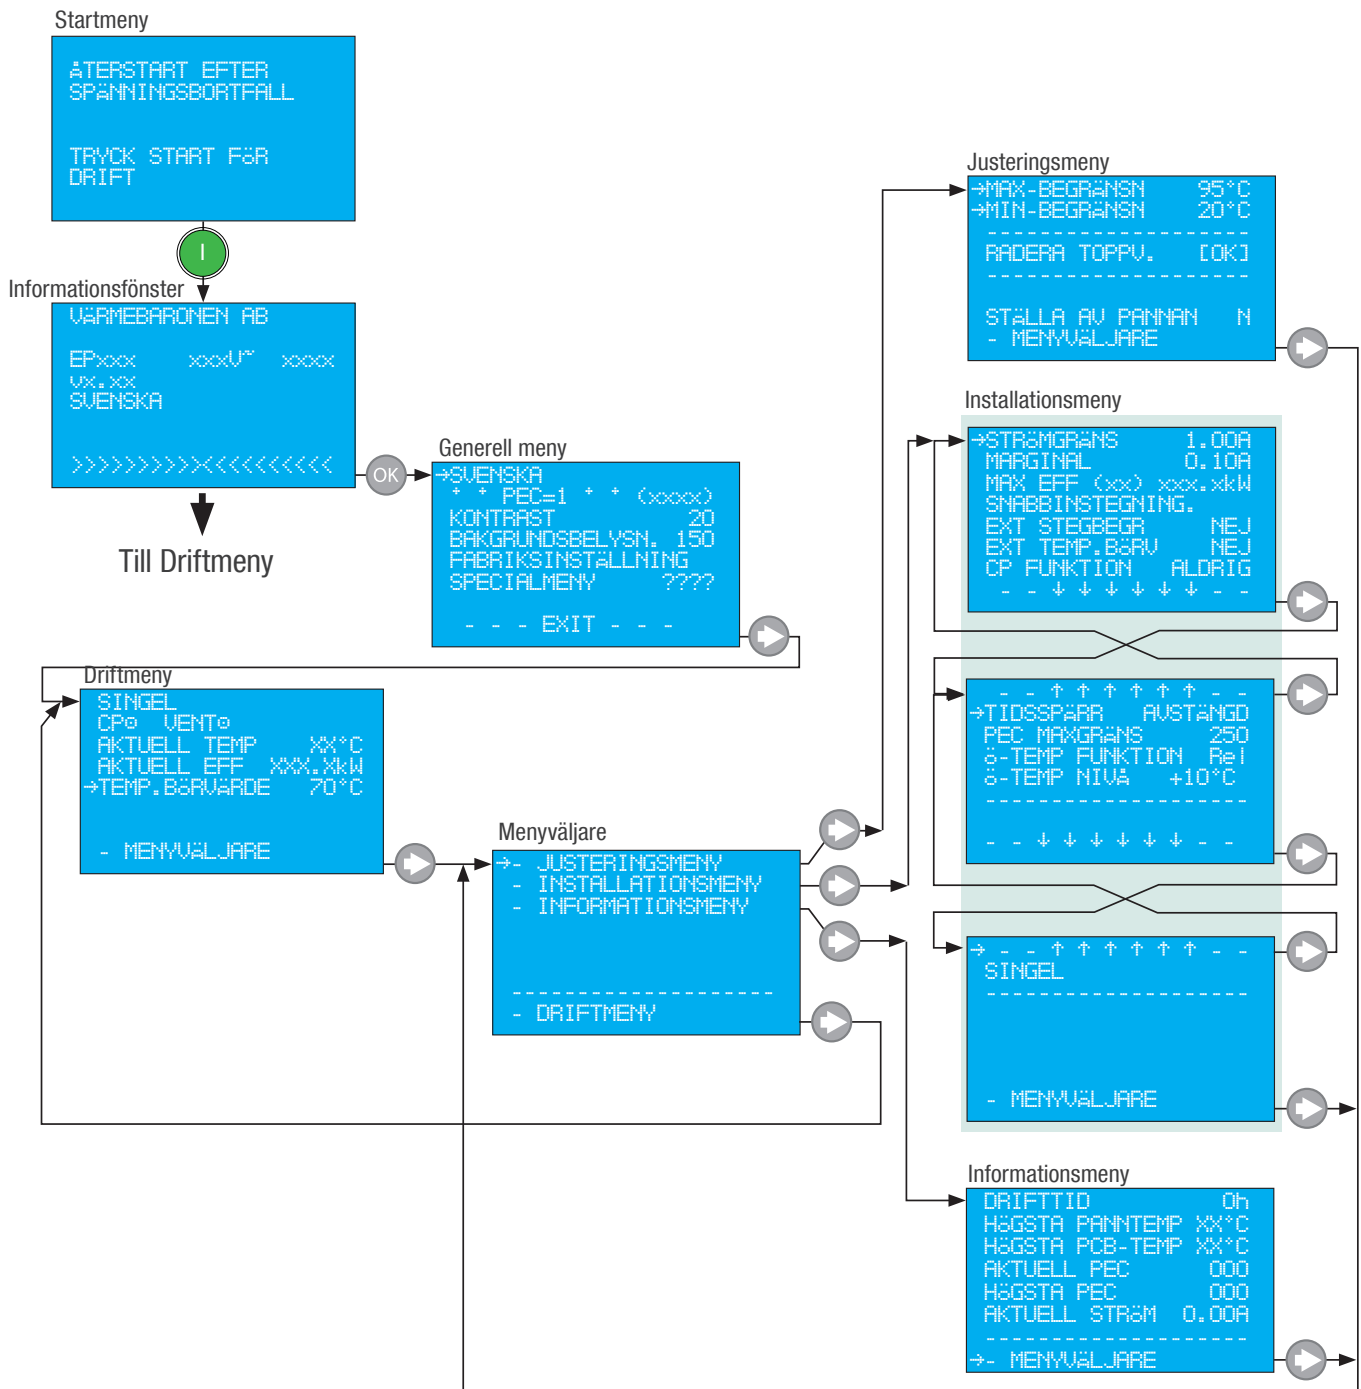 Startmeny
ÅTERSTART EFTER
SPÄNNINGSBORTFALL
TRYCK START FÖR
DRIFT
I
Informationsfönster
VÄRMEBARONEN AB
EPxxx xxxV~ xxxx
vx.xx
SVENSKA
>>>>>>>>>><<<<<<<<<<
OK
Till Driftmeny
Generell meny
→SVENSKA
* * PEC=1 * * (xxxx)
KONTRAST 20
BAKGRUNDSBELYSN. 150
FABRIKSINSTÄLLNING
SPECIALMENY ????
- - - EXIT - - -
Driftmeny
SINGEL
CP⊙ VENT⊙
AKTUELL TEMP XX°C
AKTUELL EFF XXX.XkW
→TEMP.BÖRVÄRDE 70°C
- MENYVÄLJARE
Menyväljare
→- JUSTERINGSMENY
- INSTALLATIONSMENY
- INFORMATIONSMENY
--------------------
- DRIFTMENY
Justeringsmeny
→MAX-BEGRÄNSN 95°C
→MIN-BEGRÄNSN 20°C
--------------------
RADERA TOPPV. [OK]
--------------------
STÄLLA AV PANNAN N
- MENYVÄLJARE
Installationsmeny
→STRÖMGRÄNS 1.00A
MARGINAL 0.10A
MAX EFF (xx) xxx.xkW
SNABBINSTEGNING.
EXT STEGBEGR NEJ
EXT TEMP.BÖRV NEJ
CP FUNKTION ALDRIG
- - ↓ ↓ ↓ ↓ ↓ ↓ - -
- - ↑ ↑ ↑ ↑ ↑ ↑ - -
→TIDSSPÄRR AVSTÄNGD
PEC MAXGRÄNS 250
Ö-TEMP FUNKTION Rel
Ö-TEMP NIVÅ +10°C
--------------------
- - ↓ ↓ ↓ ↓ ↓ ↓ - -
→ - - ↑ ↑ ↑ ↑ ↑ ↑ - -
SINGEL
--------------------
- MENYVÄLJARE
Informationsmeny
DRIFTTID 0h
HÖGSTA PANNTEMP XX°C
HÖGSTA PCB-TEMP XX°C
AKTUELL PEC 000
HÖGSTA PEC 000
AKTUELL STRÖM 0.00A
--------------------
→- MENYVÄLJARE